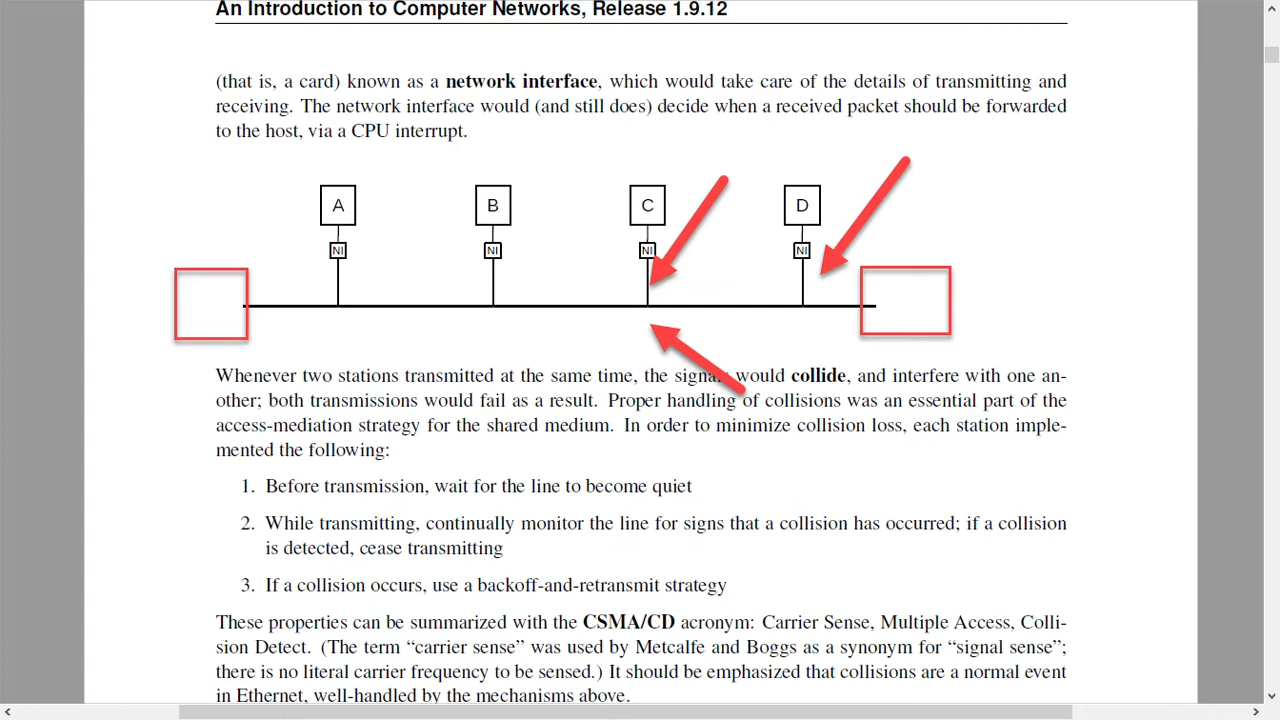 An Introduction to Computer Networks, Release 1.9.12
(that is, a card) known as a network interface, which would take care of the details of transmitting and
receiving. The network interface would (and still does) decide when a received packet should be forwarded
to the host, via a CPU interrupt.
A B C D
NI NI NI NI
Whenever two stations transmitted at the same time, the signals would collide, and interfere with one an-
other; both transmissions would fail as a result. Proper handling of collisions was an essential part of the
access-mediation strategy for the shared medium. In order to minimize collision loss, each station imple-
mented the following:
1. Before transmission, wait for the line to become quiet
2. While transmitting, continually monitor the line for signs that a collision has occurred; if a collision
is detected, cease transmitting
3. If a collision occurs, use a backoff-and-retransmit strategy
These properties can be summarized with the CSMA/CD acronym: Carrier Sense, Multiple Access, Colli-
sion Detect. (The term “carrier sense” was used by Metcalfe and Boggs as a synonym for “signal sense”;
there is no literal carrier frequency to be sensed.) It should be emphasized that collisions are a normal event
in Ethernet, well-handled by the mechanisms above.